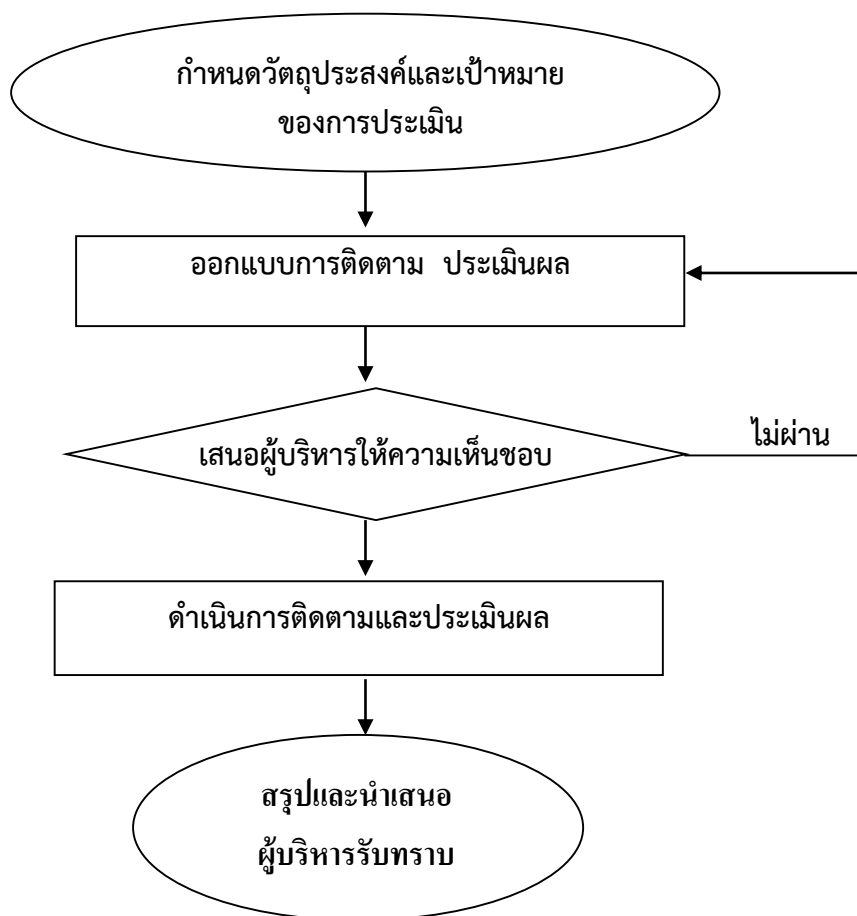 กำหนดวัตถุประสงค์และเป้าหมาย
ของการประเมิน
ออกแบบการติดตาม ประเมินผล
เสนอผู้บริหารให้ความเห็นชอบ
ไม่ผ่าน
ดำเนินการติดตามและประเมินผล
สรุปและนำเสนอ
ผู้บริหารรับทราบ